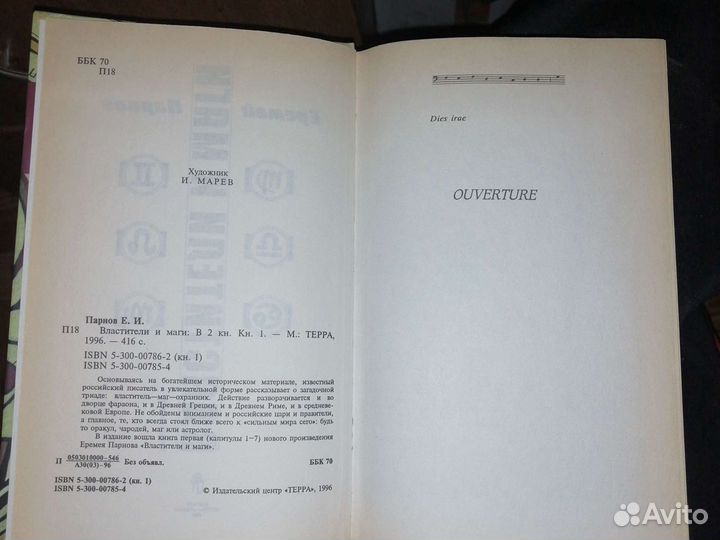 ББК 70
П18
Художник
И. МАРЕВ
Парнов Е. И.
П18 Властители и маги: В 2 кн. Кн. 1. — М.: ТЕРРА,
1996. — 416 с.
ISBN 5-300-00786-2 (кн. 1)
ISBN 5-300-00785-4
Основываясь на богатейшем историческом материале, известный
российский писатель в увлекательной форме рассказывает о загадочной
триаде: властитель—маг—охранник. Действие разворачивается и во
дворце фараона, и в Древней Греции, и в Древнем Риме, и в средневе-
ковой Европе. Не обойдены вниманием и российские цари и правители,
а главное, те, кто всегда стоял ближе всего к «сильным мира сего»: будь
то оракул, чародей, маг или астролог.
В издание вошла книга первая (капитулы 1—7) нового произведения
Еремея Парнова «Властители и маги».
П 0503010000-546
А30(03)-96 Без объявл. ББК 70
ISBN 5-300-00786-2 (кн. 1)
ISBN 5-300-00785-4
© Издательский центр «ТЕРРА», 1996
Dies irae
OUVERTURE
Avito